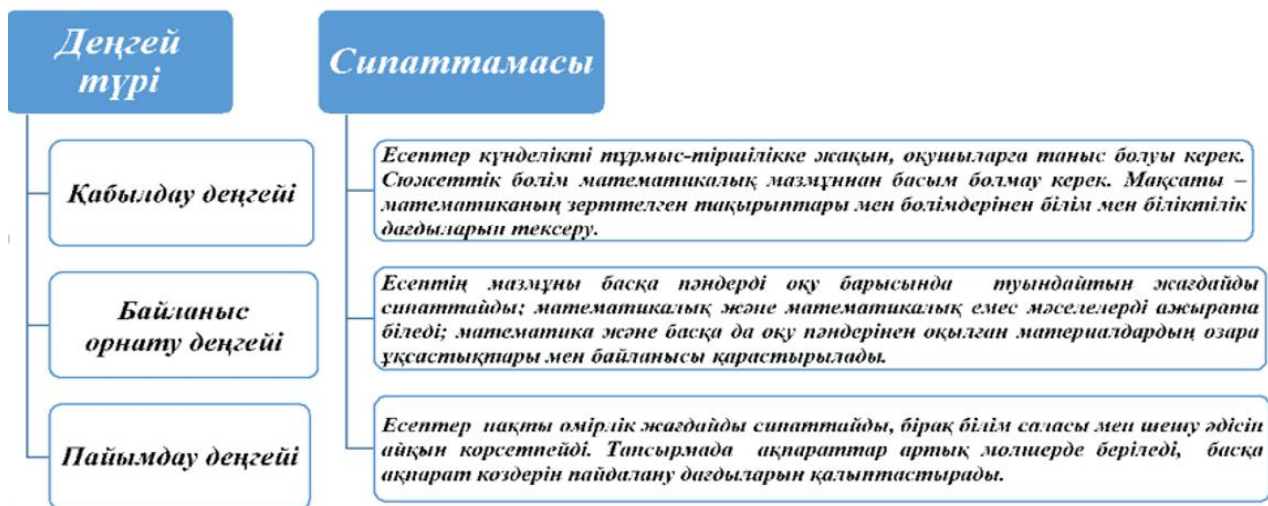 Деңгей
түрі
Сипаттамасы
Қабылдау деңгейі
Есептер күнделікті тұрмыс-тіршілікке жақын, оқушыларға таныс болуы керек.
Сюжеттік бөлім математикалық мазмұннан басым болмау керек. Мақсаты –
математиканың зерттелген тақырыптары мен бөлімдерінен білім мен біліктілік
дағдыларын тексеру.
Байланыс
орнату деңгейі
Есептің мазмұны басқа пәндерді оқу барысында туындайтын жағдайды
сипаттайды; математикалық және математикалық емес мәселелерді ажырата
біледі; математика және басқа да оқу пәндерінен оқылған материалдардың өзара
ұқсастықтары мен байланысы қарастырылады.
Пайымдау деңгейі
Есептер нақты өмірлік жағдайды сипаттайды, бірақ білім саласы мен шешу әдісін
айқын көрсетпейді. Тапсырмада ақпараттар артық мөлшерде беріледі, басқа
ақпарат көздерін пайдалану дағдыларын қалыптастырады.